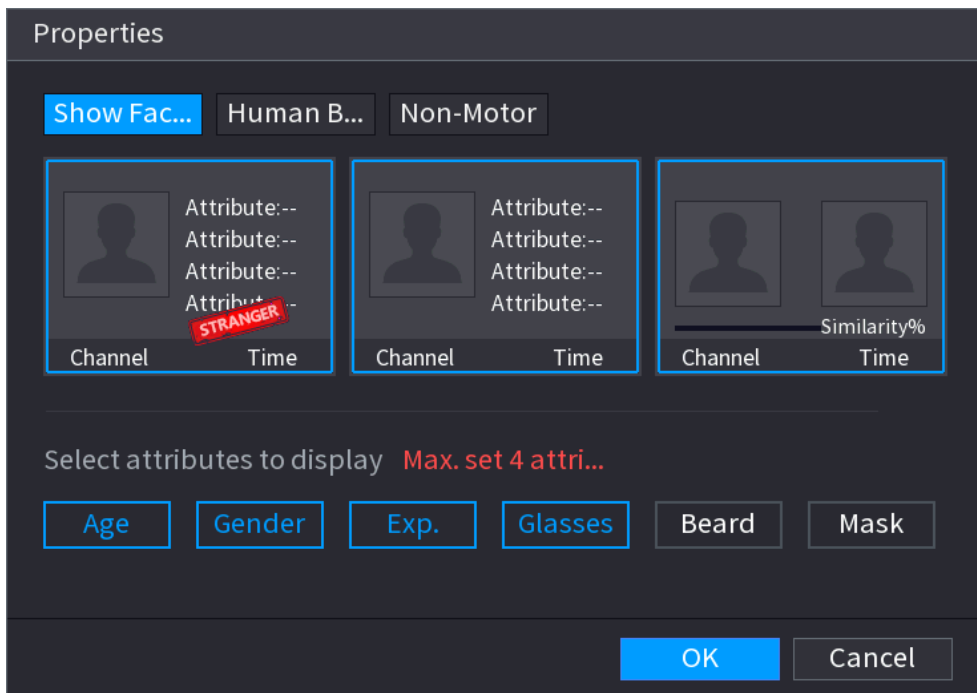 Properties
Show Fac... Human B... Non-Motor
Attribute:--
Attribute:--
Attribute:--
STRANGER
Channel Time
Attribute:--
Attribute:--
Attribute:--
Attribute:--
Channel Time
Similarity%
Channel Time
Select attributes to display Max. set 4 attri...
Age Gender Exp. Glasses Beard Mask
OK Cancel